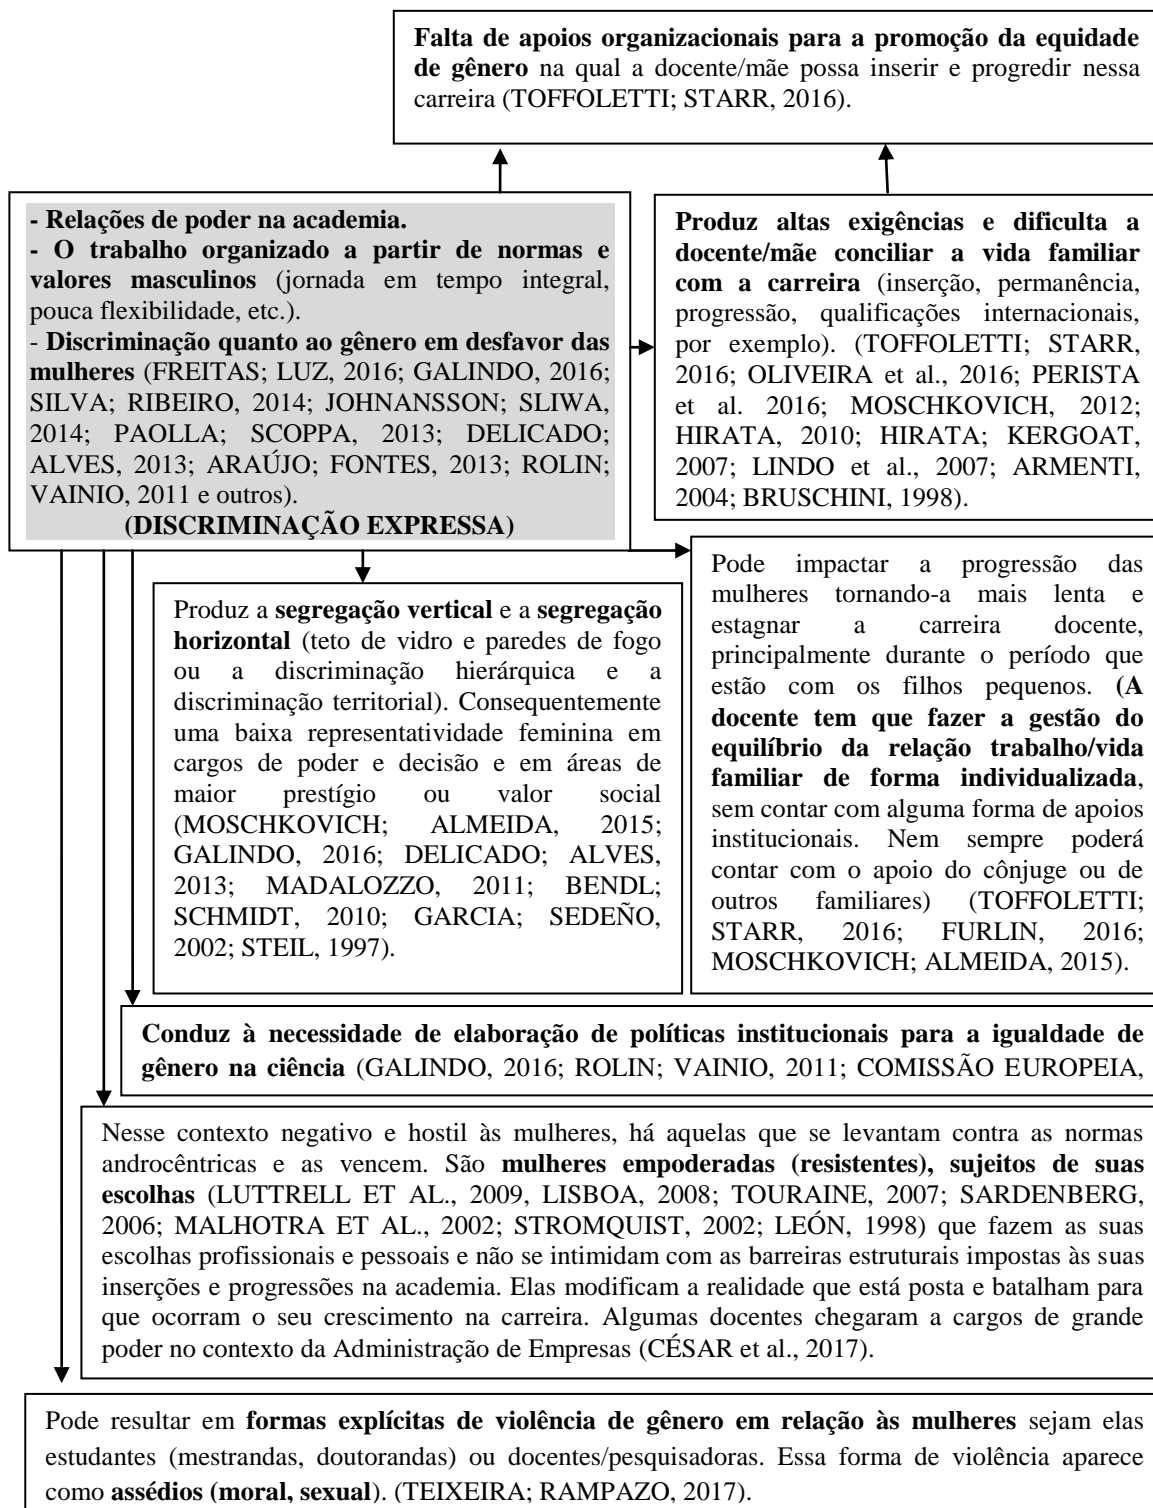 Falta de apoios organizacionais para a promoção da equidade
de gênero na qual a docente/mãe possa inserir e progredir nessa
carreira (TOFFOLETTI; STARR, 2016).
- Relações de poder na academia.
- O trabalho organizado a partir de normas e
valores masculinos (jornada em tempo integral,
pouca flexibilidade, etc.).
- Discriminação quanto ao gênero em desfavor das
mulheres (FREITAS; LUZ, 2016; GALINDO, 2016;
SILVA; RIBEIRO, 2014; JOHNANSSON; SLIWA,
2014; PAOLLA; SCOPPA, 2013; DELICADO;
ALVES, 2013; ARAÚJO; FONTES, 2013; ROLIN;
VAINIO, 2011 e outros).
(DISCRIMINAÇÃO EXPRESSA)
Produz altas exigências e dificulta a
docente/mãe conciliar a vida familiar
com a carreira (inserção, permanência,
progressão, qualificações internacionais,
por exemplo). (TOFFOLETTI; STARR,
2016; OLIVEIRA et al., 2016; PERISTA
et al. 2016; MOSCHKOVICH, 2012;
HIRATA, 2010; HIRATA; KERGOAT,
2007; LINDO et al., 2007; ARMENTI,
2004; BRUSCHINI, 1998).
Produz a segregação vertical e a segregação
horizontal (teto de vidro e paredes de fogo
ou a discriminação hierárquica e a
discriminação territorial). Consequentemente
uma baixa representatividade feminina em
cargos de poder e decisão e em áreas de
maior prestígio ou valor social
(MOSCHKOVICH; ALMEIDA, 2015;
GALINDO, 2016; DELICADO; ALVES,
2013; MADALOZZO, 2011; BENDL;
SCHMIDT, 2010; GARCIA; SEDEÑO,
2002; STEIL, 1997).
Pode impactar a progressão das
mulheres tornando-a mais lenta e
estagnar a carreira docente,
principalmente durante o período que
estão com os filhos pequenos. (A
docente tem que fazer a gestão do
equilíbrio da relação trabalho/vida
familiar de forma individualizada,
sem contar com alguma forma de apoios
institucionais. Nem sempre poderá
contar com o apoio do cônjuge ou de
outros familiares) (TOFFOLETTI;
STARR, 2016; FURLIN, 2016;
MOSCHKOVICH; ALMEIDA, 2015).
Conduz à necessidade de elaboração de políticas institucionais para a igualdade de
gênero na ciência (GALINDO, 2016; ROLIN; VAINIO, 2011; COMISSÃO EUROPEIA,
Nesse contexto negativo e hostil às mulheres, há aquelas que se levantam contra as normas
androcêntricas e as vencem. São mulheres empoderadas (resistentes), sujeitos de suas
escolhas (LUTTRELL ET AL., 2009, LISBOA, 2008; TOURAINE, 2007; SARDENBERG,
2006; MALHOTRA ET AL., 2002; STROMQUIST, 2002; LEÓN, 1998) que fazem as suas
escolhas profissionais e pessoais e não se intimidam com as barreiras estruturais impostas às suas
inserções e progressões na academia. Elas modificam a realidade que está posta e batalham para
que ocorram o seu crescimento na carreira. Algumas docentes chegaram a cargos de grande
poder no contexto da Administração de Empresas (CÉSAR et al., 2017).
Pode resultar em formas explícitas de violência de gênero em relação às mulheres sejam elas
estudantes (mestrandas, doutorandas) ou docentes/pesquisadoras. Essa forma de violência aparece
como assédios (moral, sexual). (TEIXEIRA; RAMPAZO, 2017).